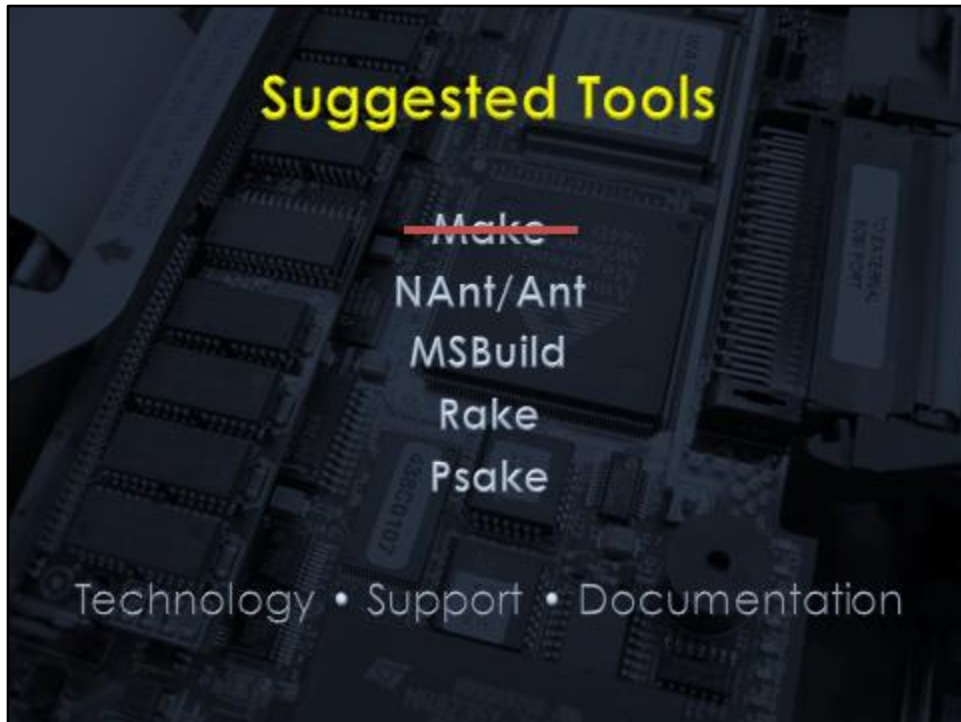 Suggested Tools
Make
NAnt/Ant
MSBuild
Rake
Psake
Technology • Support • Documentation